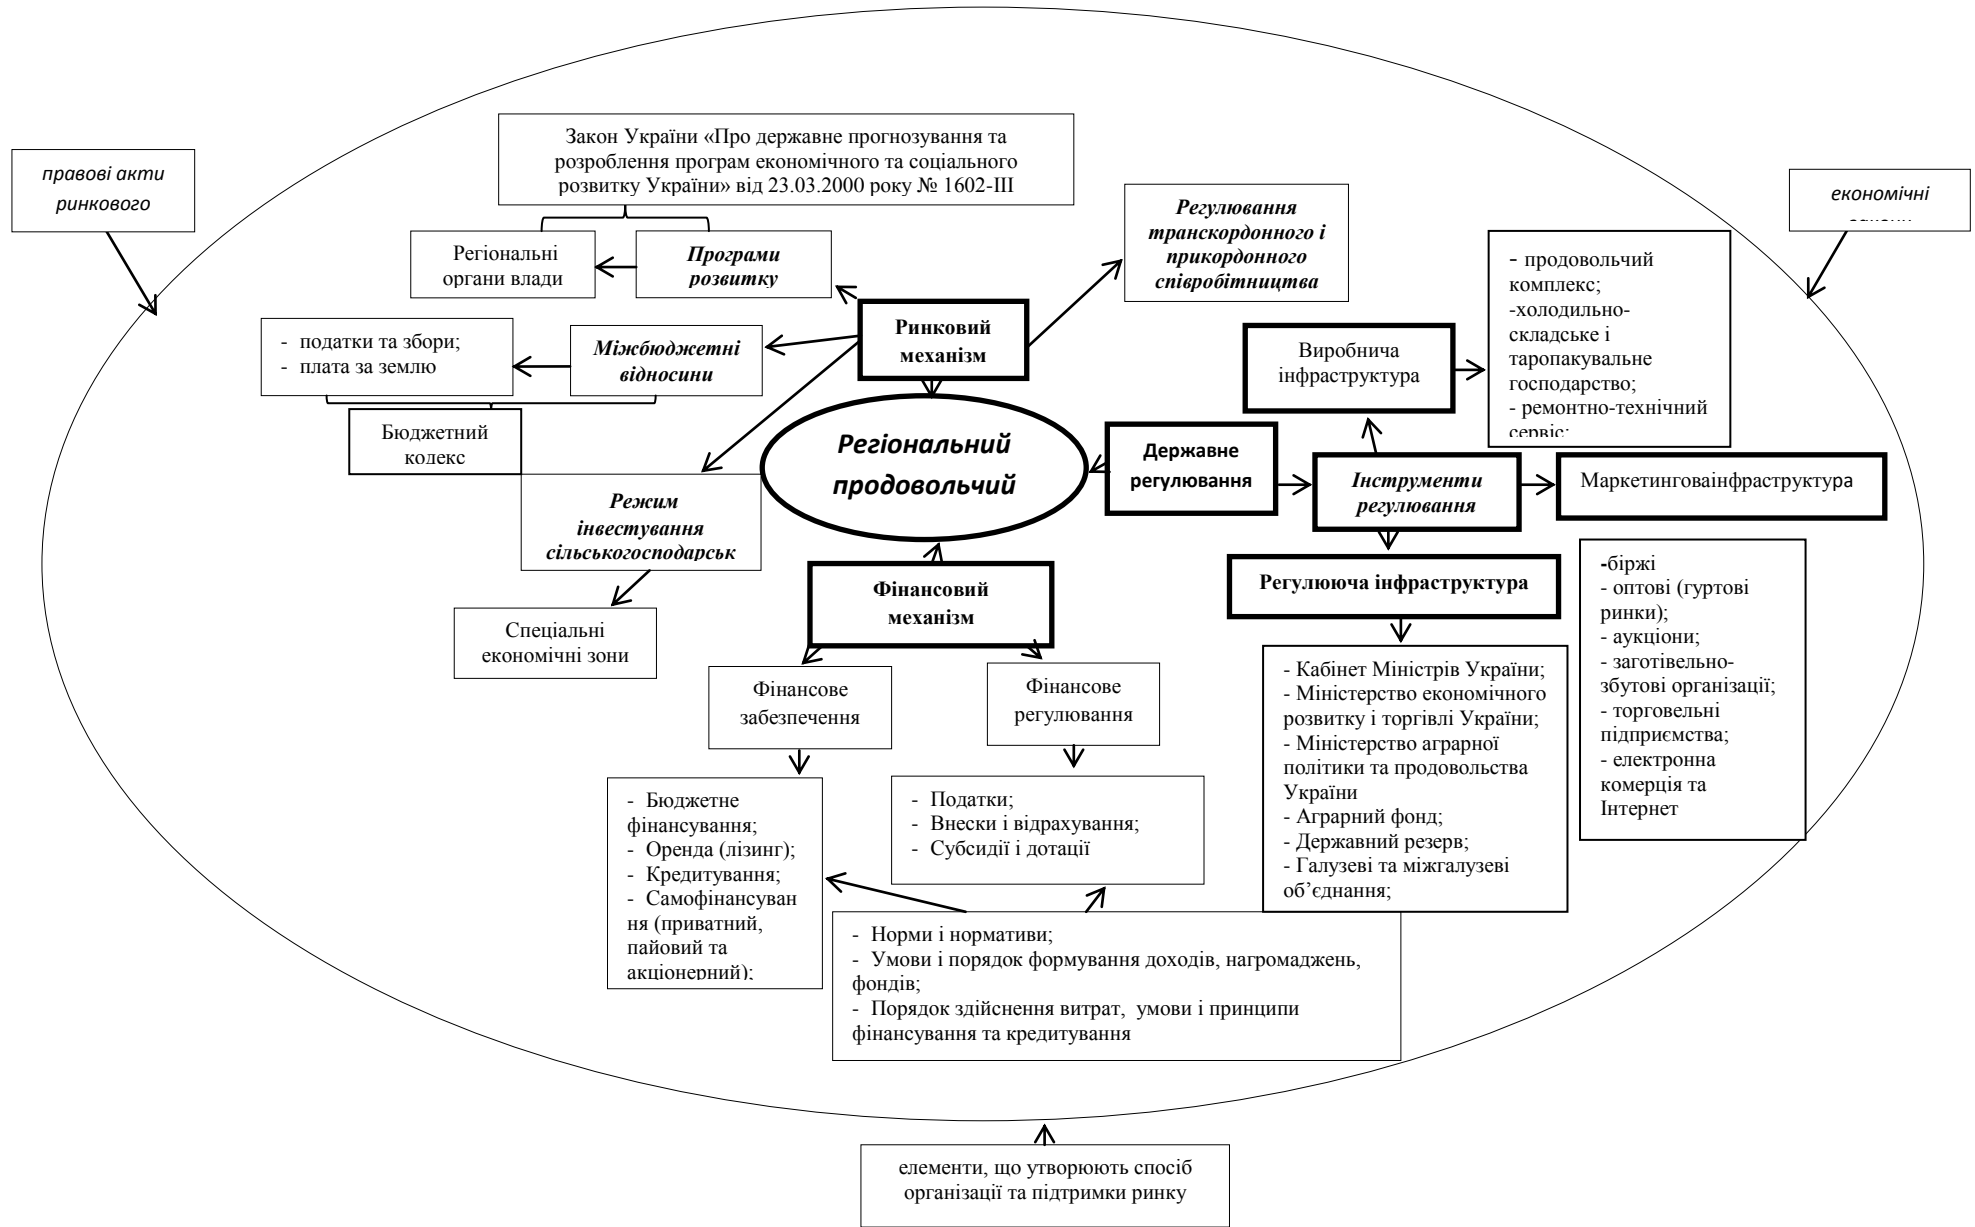 Закон України «Про державне прогнозування та
розроблення програм економічного та соціального
розвитку України» від 23.03.2000 року № 1602-III
правові акти
ринкового
економічні
Регулювання
транскордонного і
прикордонного
співробітництва
Регіональні
органи влади
Програми
розвитку
- продовольчий
комплекс;
-холодильно-
складське і
таропакувальне
господарство;
- ремонтно-технічний
сервіс;
Ринковий
механізм
- податки та збори;
- плата за землю
Міжбюджетні
відносини
Виробнича
інфраструктура
Бюджетний
кодекс
Регіональний
продовольчий
Державне
регулювання
Інструменти
регулювання
Маркетинговаінфраструктура
Режим
інвестування
сільськогосподарськ
Фінансовий
механізм
Регулююча інфраструктура
-біржі
- оптові (гуртові
ринки);
- аукціони;
- заготівельно-
збутові організації;
- торговельні
підприємства;
- електронна
комерція та
Інтернет
Спеціальні
економічні зони
Фінансове
забезпечення
Фінансове
регулювання
- Кабінет Міністрів України;
- Міністерство економічного
розвитку і торгівлі України;
- Міністерство аграрної
політики та продовольства
України
- Аграрний фонд;
- Державний резерв;
- Галузеві та міжгалузеві
об’єднання;
- Бюджетне
фінансування;
- Оренда (лізинг);
- Кредитування;
- Самофінансуван
ня (приватний,
пайовий та
акціонерний);
- Податки;
- Внески і відрахування;
- Субсидії і дотації
- Норми і нормативи;
- Умови і порядок формування доходів, нагромаджень,
фондів;
- Порядок здійснення витрат, умови і принципи
фінансування та кредитування
елементи, що утворюють спосіб
організації та підтримки ринку